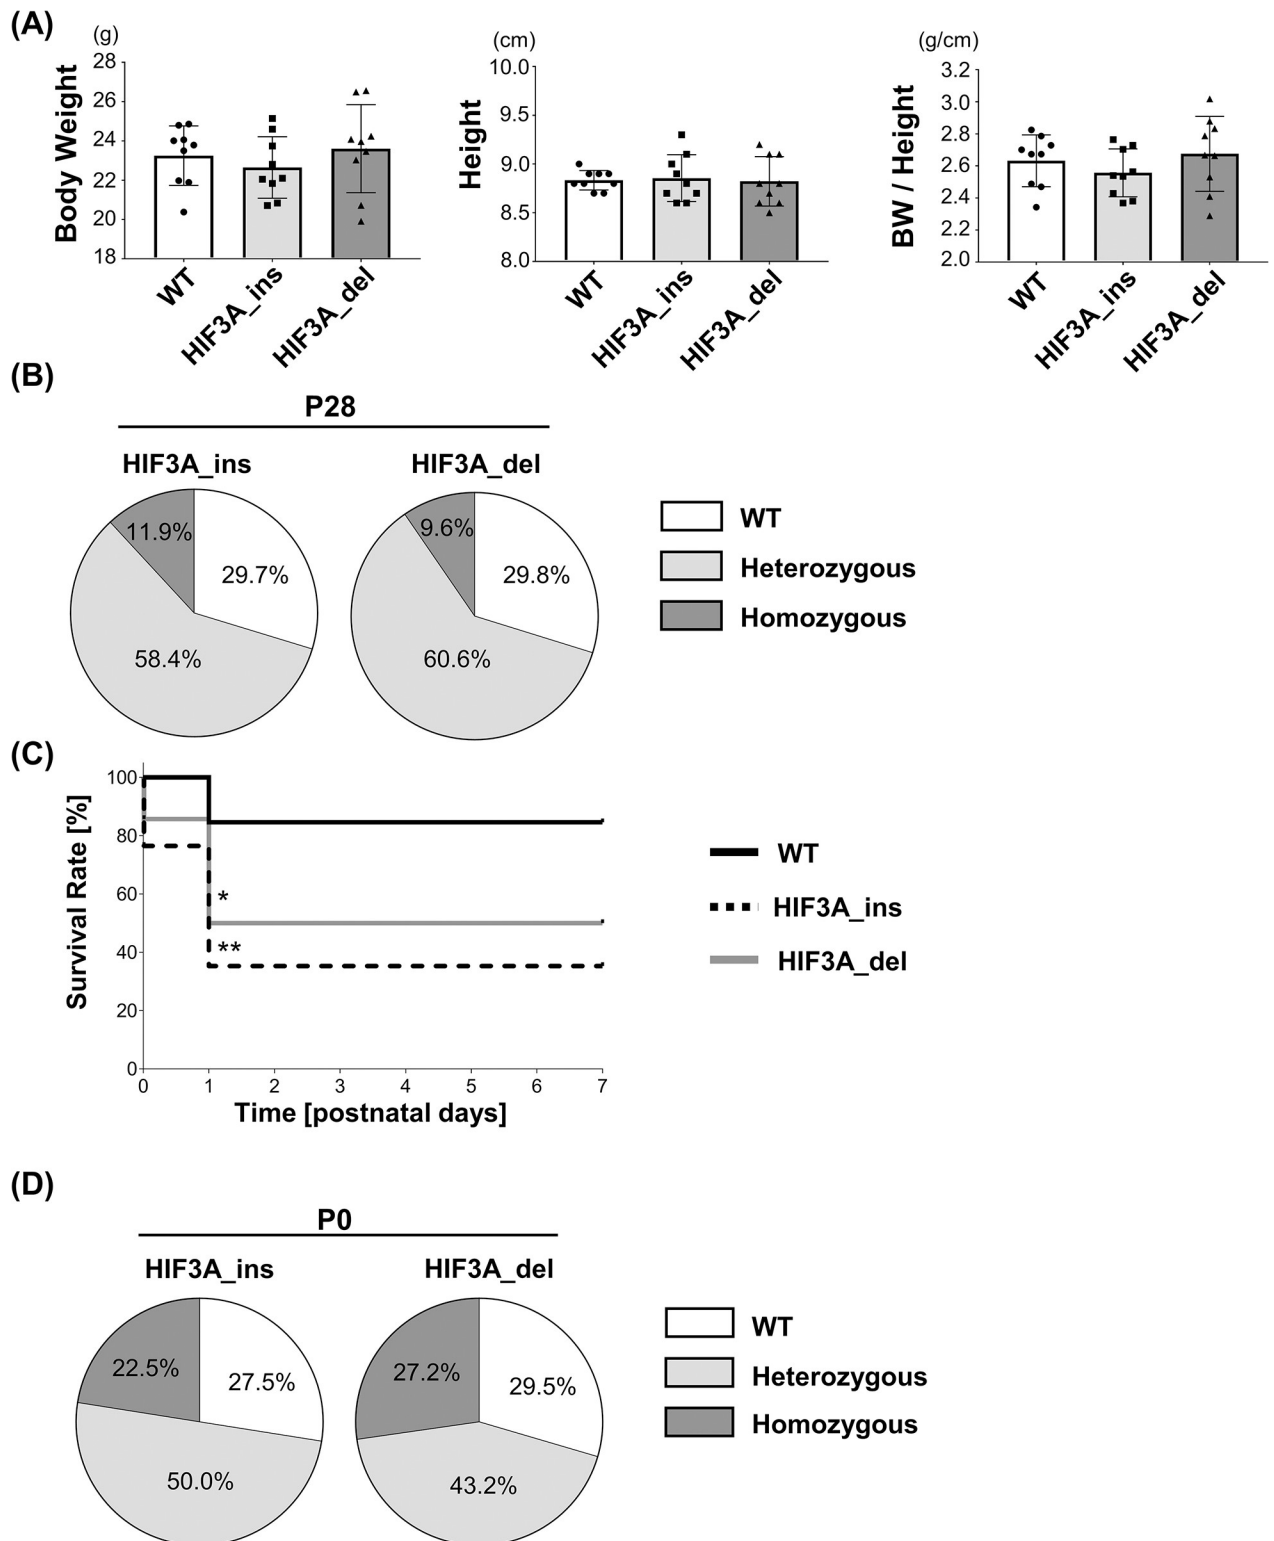 (A)
(g)
Body Weight
28
26
24
22
20
18
WT
HIF3A_ins
HIF3A_del
(cm)
Height
10.0
9.5
9.0
8.5
8.0
WT
HIF3A_ins
HIF3A_del
(g/cm)
BW / Height
3.2
3.0
2.8
2.6
2.4
2.2
2.0
WT
HIF3A_ins
HIF3A_del
(B)
P28
HIF3A_ins
11.9%
29.7%
58.4%
HIF3A_del
9.6%
29.8%
60.6%
WT
Heterozygous
Homozygous
(C)
Survival Rate [%]
100
80
60
40
20
0
*
**
0 1 2 3 4 5 6 7
Time [postnatal days]
WT
HIF3A_ins
HIF3A_del
(D)
P0
HIF3A_ins
22.5%
27.5%
50.0%
HIF3A_del
27.2%
29.5%
43.2%
WT
Heterozygous
Homozygous